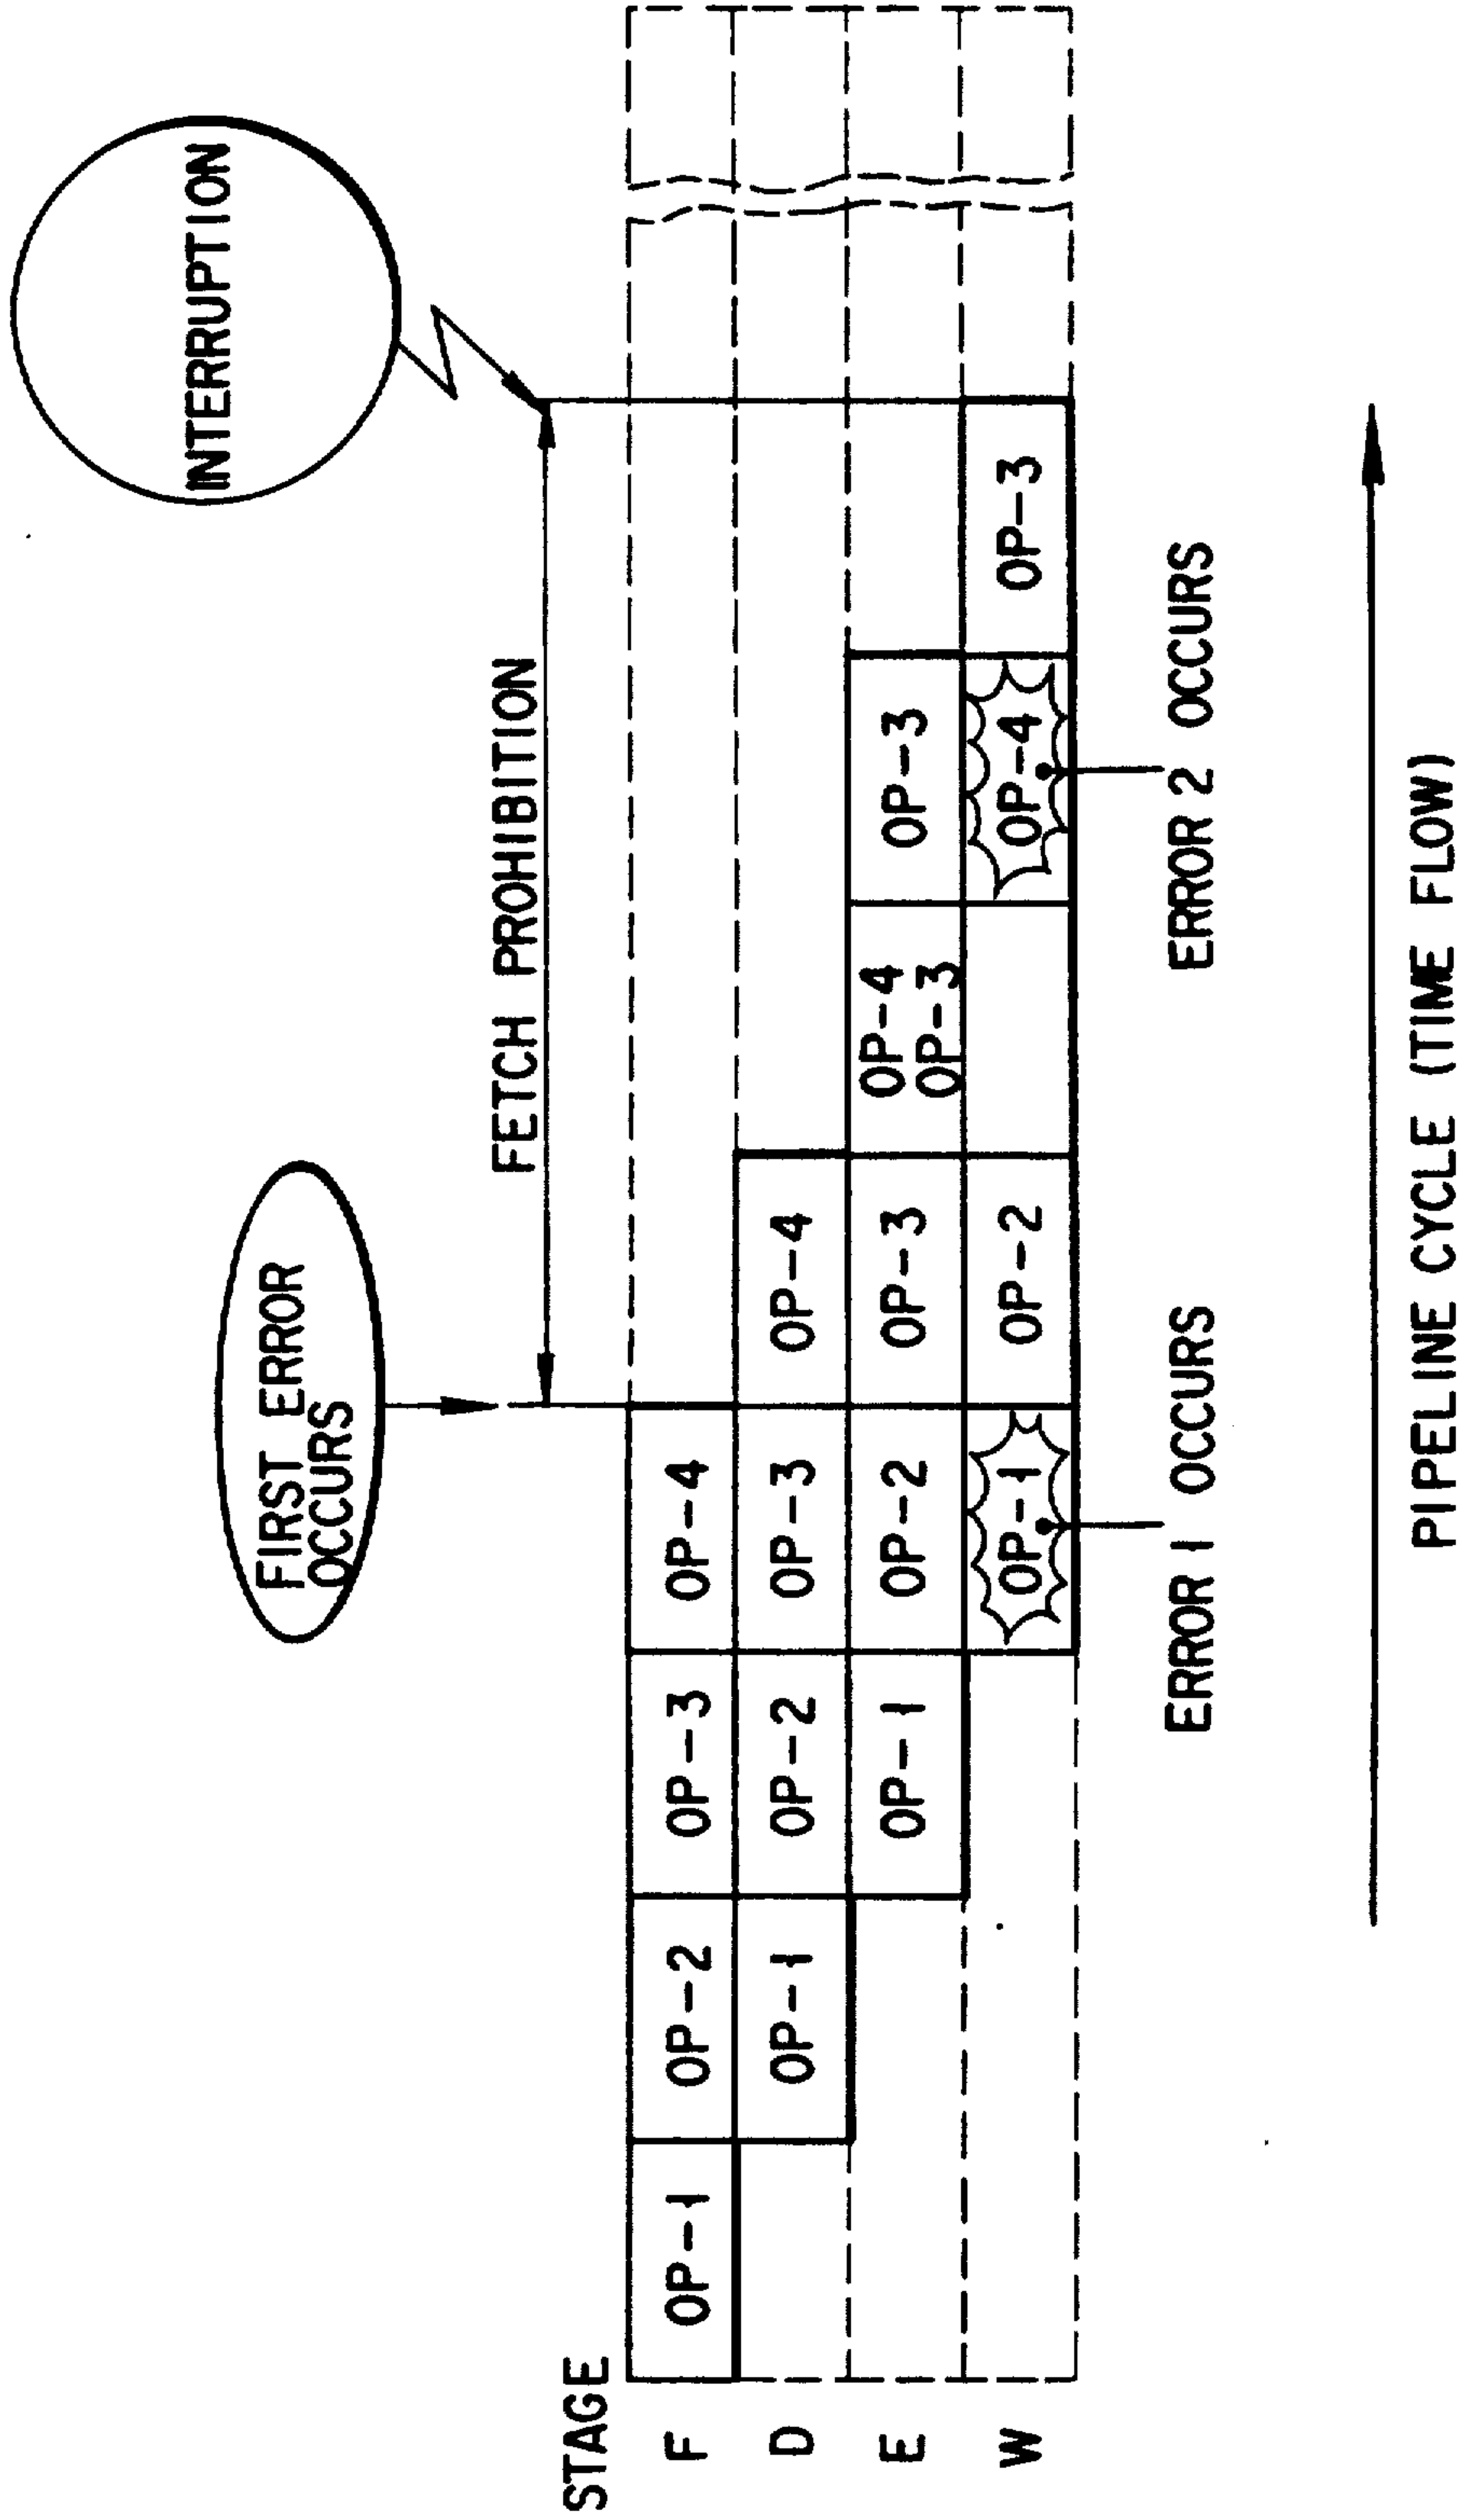 INTERRUPTION
FIRST ERROR
OCCURS
FETCH PROHIBITION
STAGE
F OP-1 OP-2 OP-3 OP-4
D OP-1 OP-2 OP-3 OP-4
E OP-1 OP-2 OP-3 OP-4 OP-3
OP-3
W OP-1 OP-2 OP-4 OP-3
ERROR 1 OCCURS
ERROR 2 OCCURS
PIPELINE CYCLE (TIME FLOW)